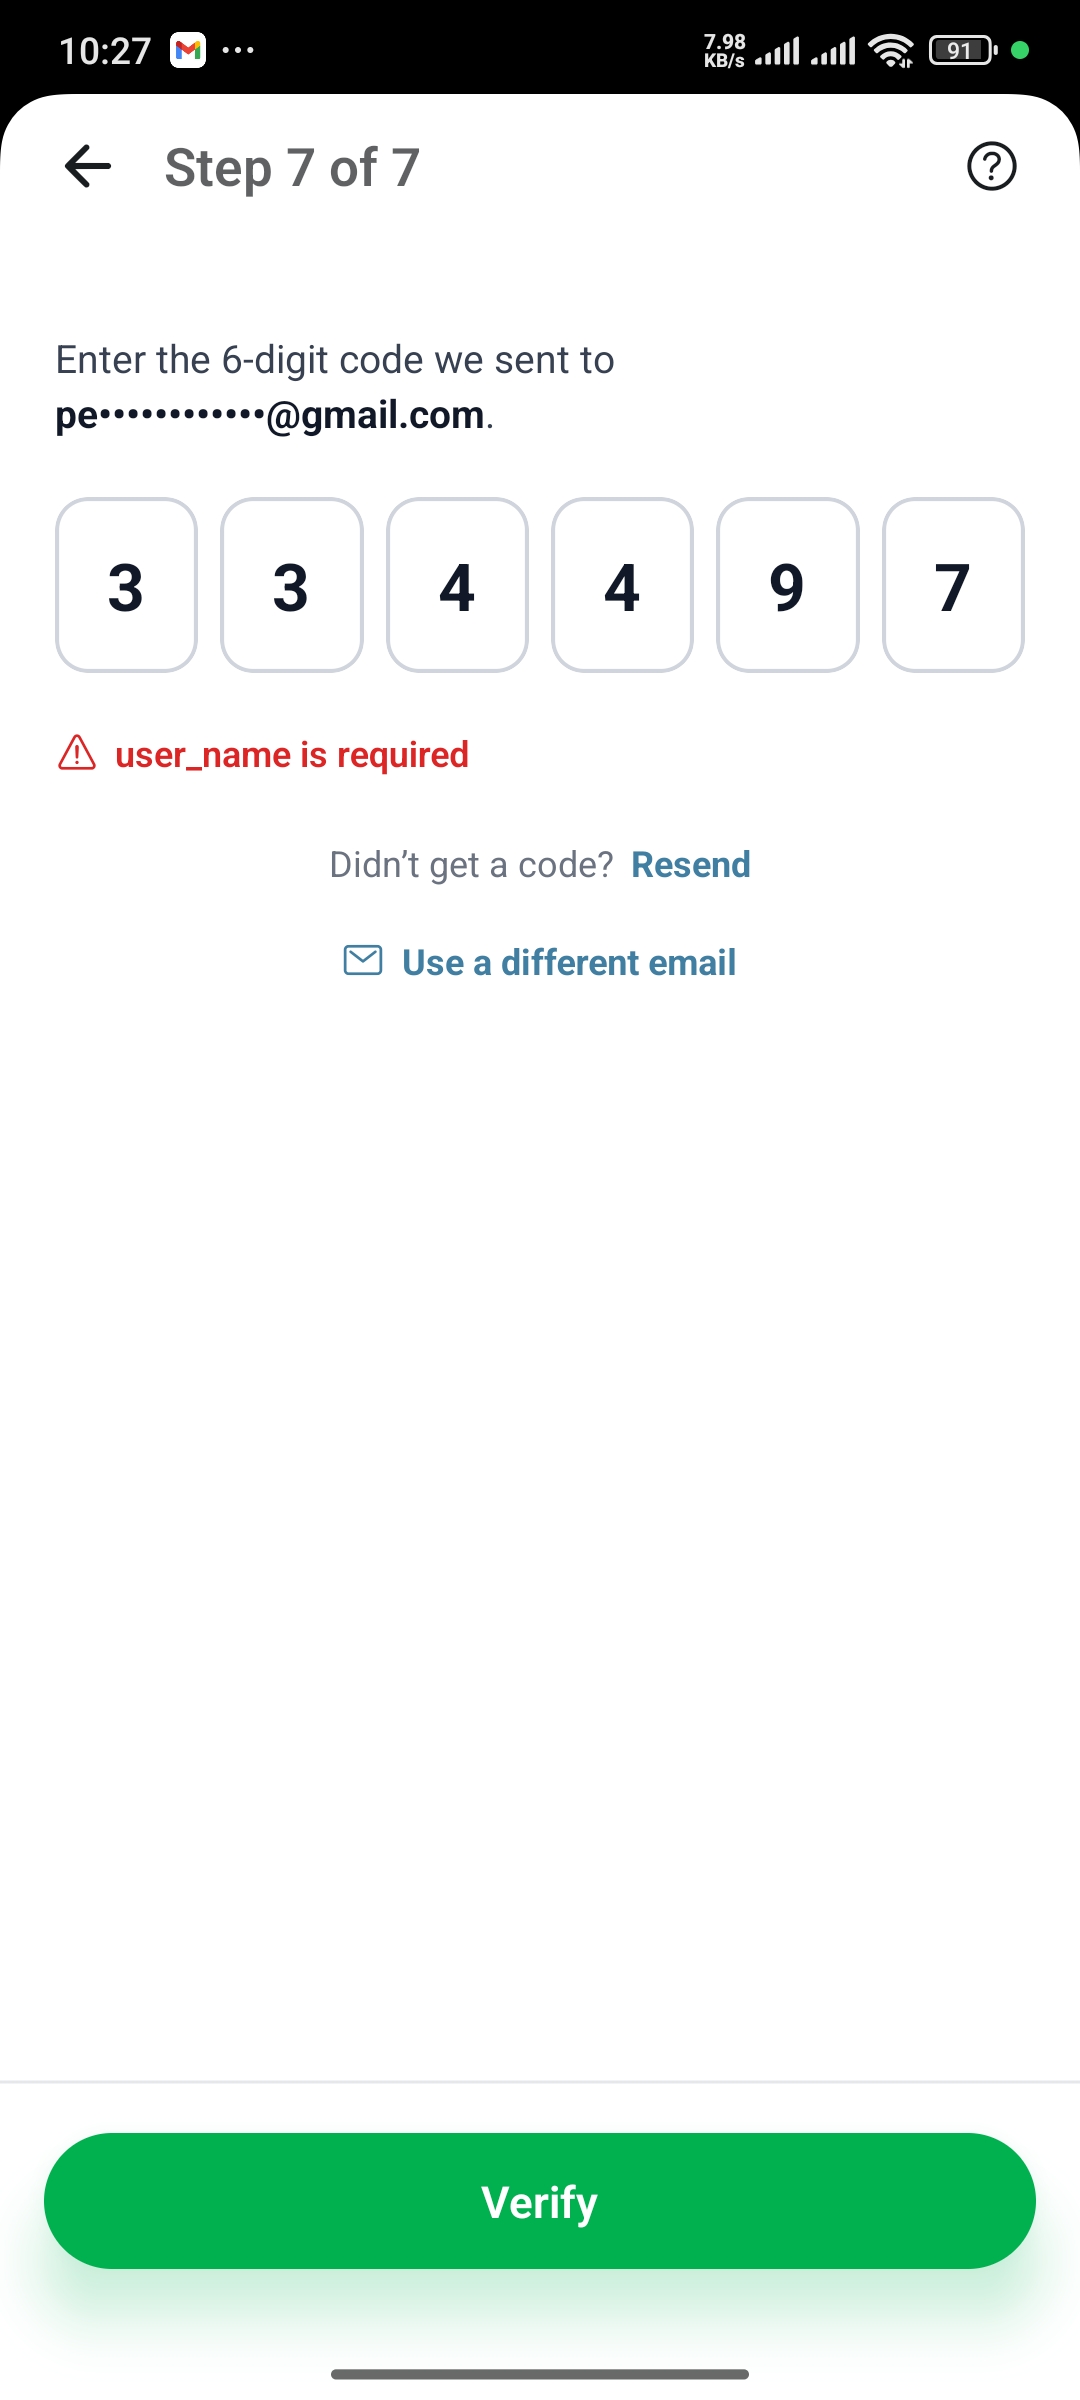 10:27 ... 7.98 KB/s 91
Step 7 of 7
Enter the 6-digit code we sent to
pe••••••••••••@gmail.com.
3 3 4 4 9 7
user_name is required
Didn’t get a code? Resend
Use a different email
Verify